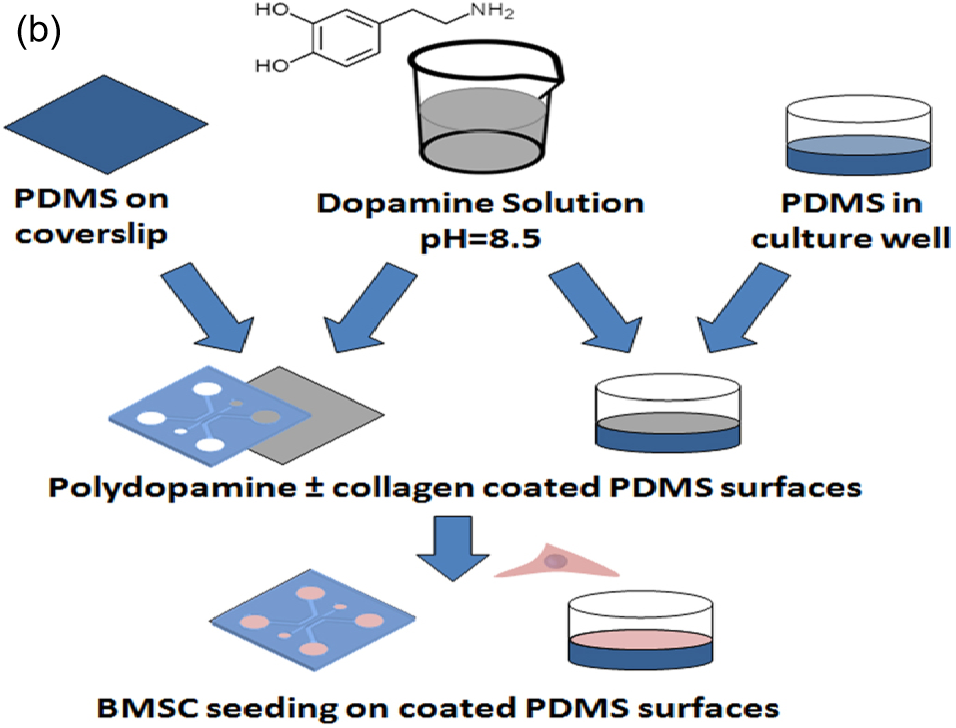 (b)
HO
NH2
HO
PDMS on
coverslip
Dopamine Solution
pH=8.5
PDMS in
culture well
Polydopamine ± collagen coated PDMS surfaces
BMSC seeding on coated PDMS surfaces